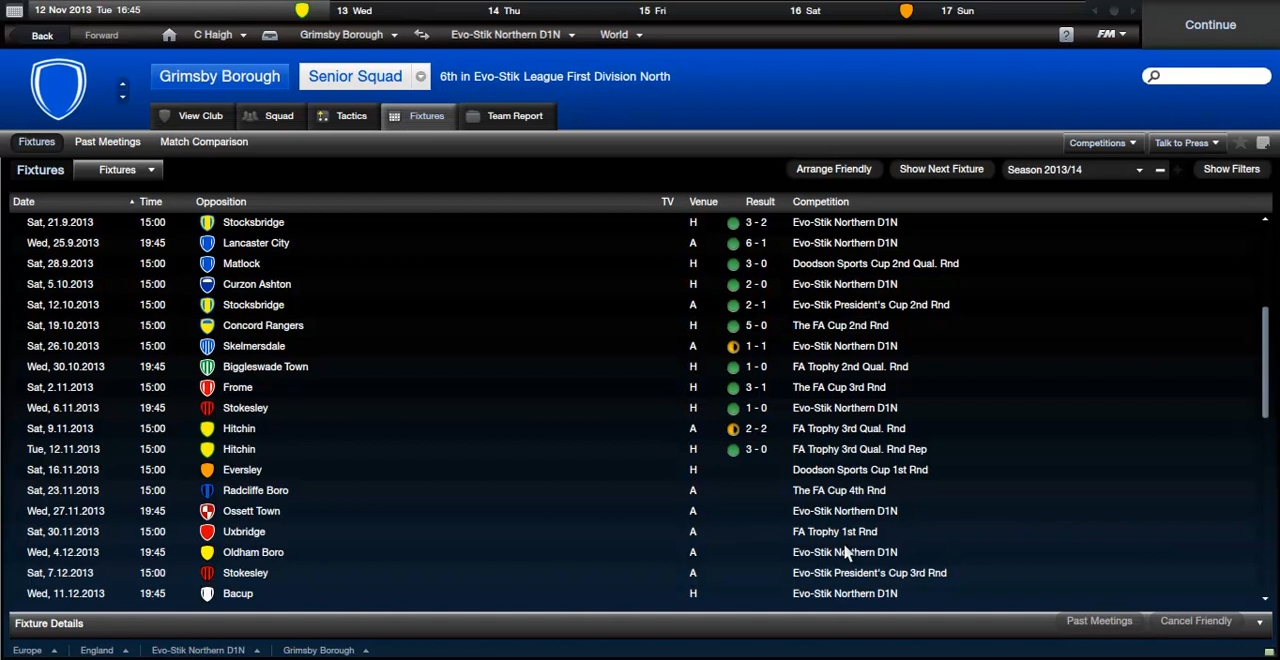 12 Nov 2013 Tue 16:45 13 Wed 14 Thu 15 Fri 16 Sat 17 Sun
Continue
Back Forward C Haigh Grimsby Borough Evo-Stik Northern D1N World ? FM
Grimsby Borough Senior Squad 6th in Evo-Stik League First Division North
View Club Squad Tactics Fixtures Team Report
Fixtures Past Meetings Match Comparison Competitions Talk to Press
Fixtures Fixtures Arrange Friendly Show Next Fixture Season 2013/14 Show Filters
Date Time Opposition TV Venue Result Competition
Sat, 21.9.2013 15:00 Stocksbridge H 3 - 2 Evo-Stik Northern D1N
Wed, 25.9.2013 19:45 Lancaster City A 6 - 1 Evo-Stik Northern D1N
Sat, 28.9.2013 15:00 Matlock H 3 - 0 Doodson Sports Cup 2nd Qual. Rnd
Sat, 5.10.2013 15:00 Curzon Ashton H 2 - 0 Evo-Stik Northern D1N
Sat, 12.10.2013 15:00 Stocksbridge A 2 - 1 Evo-Stik President's Cup 2nd Rnd
Sat, 19.10.2013 15:00 Concord Rangers H 5 - 0 The FA Cup 2nd Rnd
Sat, 26.10.2013 15:00 Skelmersdale A 1 - 1 Evo-Stik Northern D1N
Wed, 30.10.2013 19:45 Biggleswade Town H 1 - 0 FA Trophy 2nd Qual. Rnd
Sat, 2.11.2013 15:00 Frome H 3 - 1 The FA Cup 3rd Rnd
Wed, 6.11.2013 19:45 Stokesley H 1 - 0 Evo-Stik Northern D1N
Sat, 9.11.2013 15:00 Hitchin A 2 - 2 FA Trophy 3rd Qual. Rnd
Tue, 12.11.2013 15:00 Hitchin H 3 - 0 FA Trophy 3rd Qual. Rnd Rep
Sat, 16.11.2013 15:00 Eversley H Doodson Sports Cup 1st Rnd
Sat, 23.11.2013 15:00 Radcliffe Boro A The FA Cup 4th Rnd
Wed, 27.11.2013 19:45 Ossett Town A Evo-Stik Northern D1N
Sat, 30.11.2013 15:00 Uxbridge A FA Trophy 1st Rnd
Wed, 4.12.2013 19:45 Oldham Boro A Evo-Stik Northern D1N
Sat, 7.12.2013 15:00 Stokesley A Evo-Stik President's Cup 3rd Rnd
Wed, 11.12.2013 19:45 Bacup H Evo-Stik Northern D1N
Fixture Details Past Meetings Cancel Friendly
Europe England Evo-Stik Northern D1N Grimsby Borough